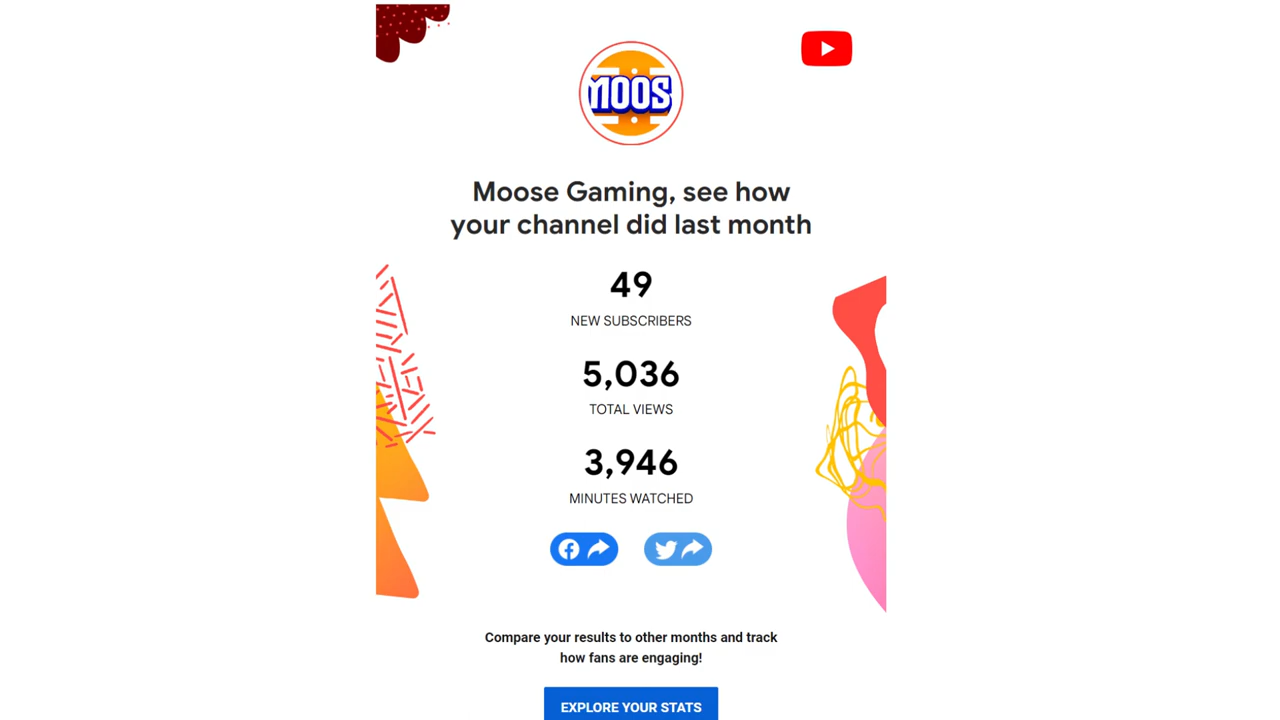 MOOS
Moose Gaming, see how
your channel did last month
49
NEW SUBSCRIBERS
5,036
TOTAL VIEWS
3,946
MINUTES WATCHED
Compare your results to other months and track
how fans are engaging!
EXPLORE YOUR STATS